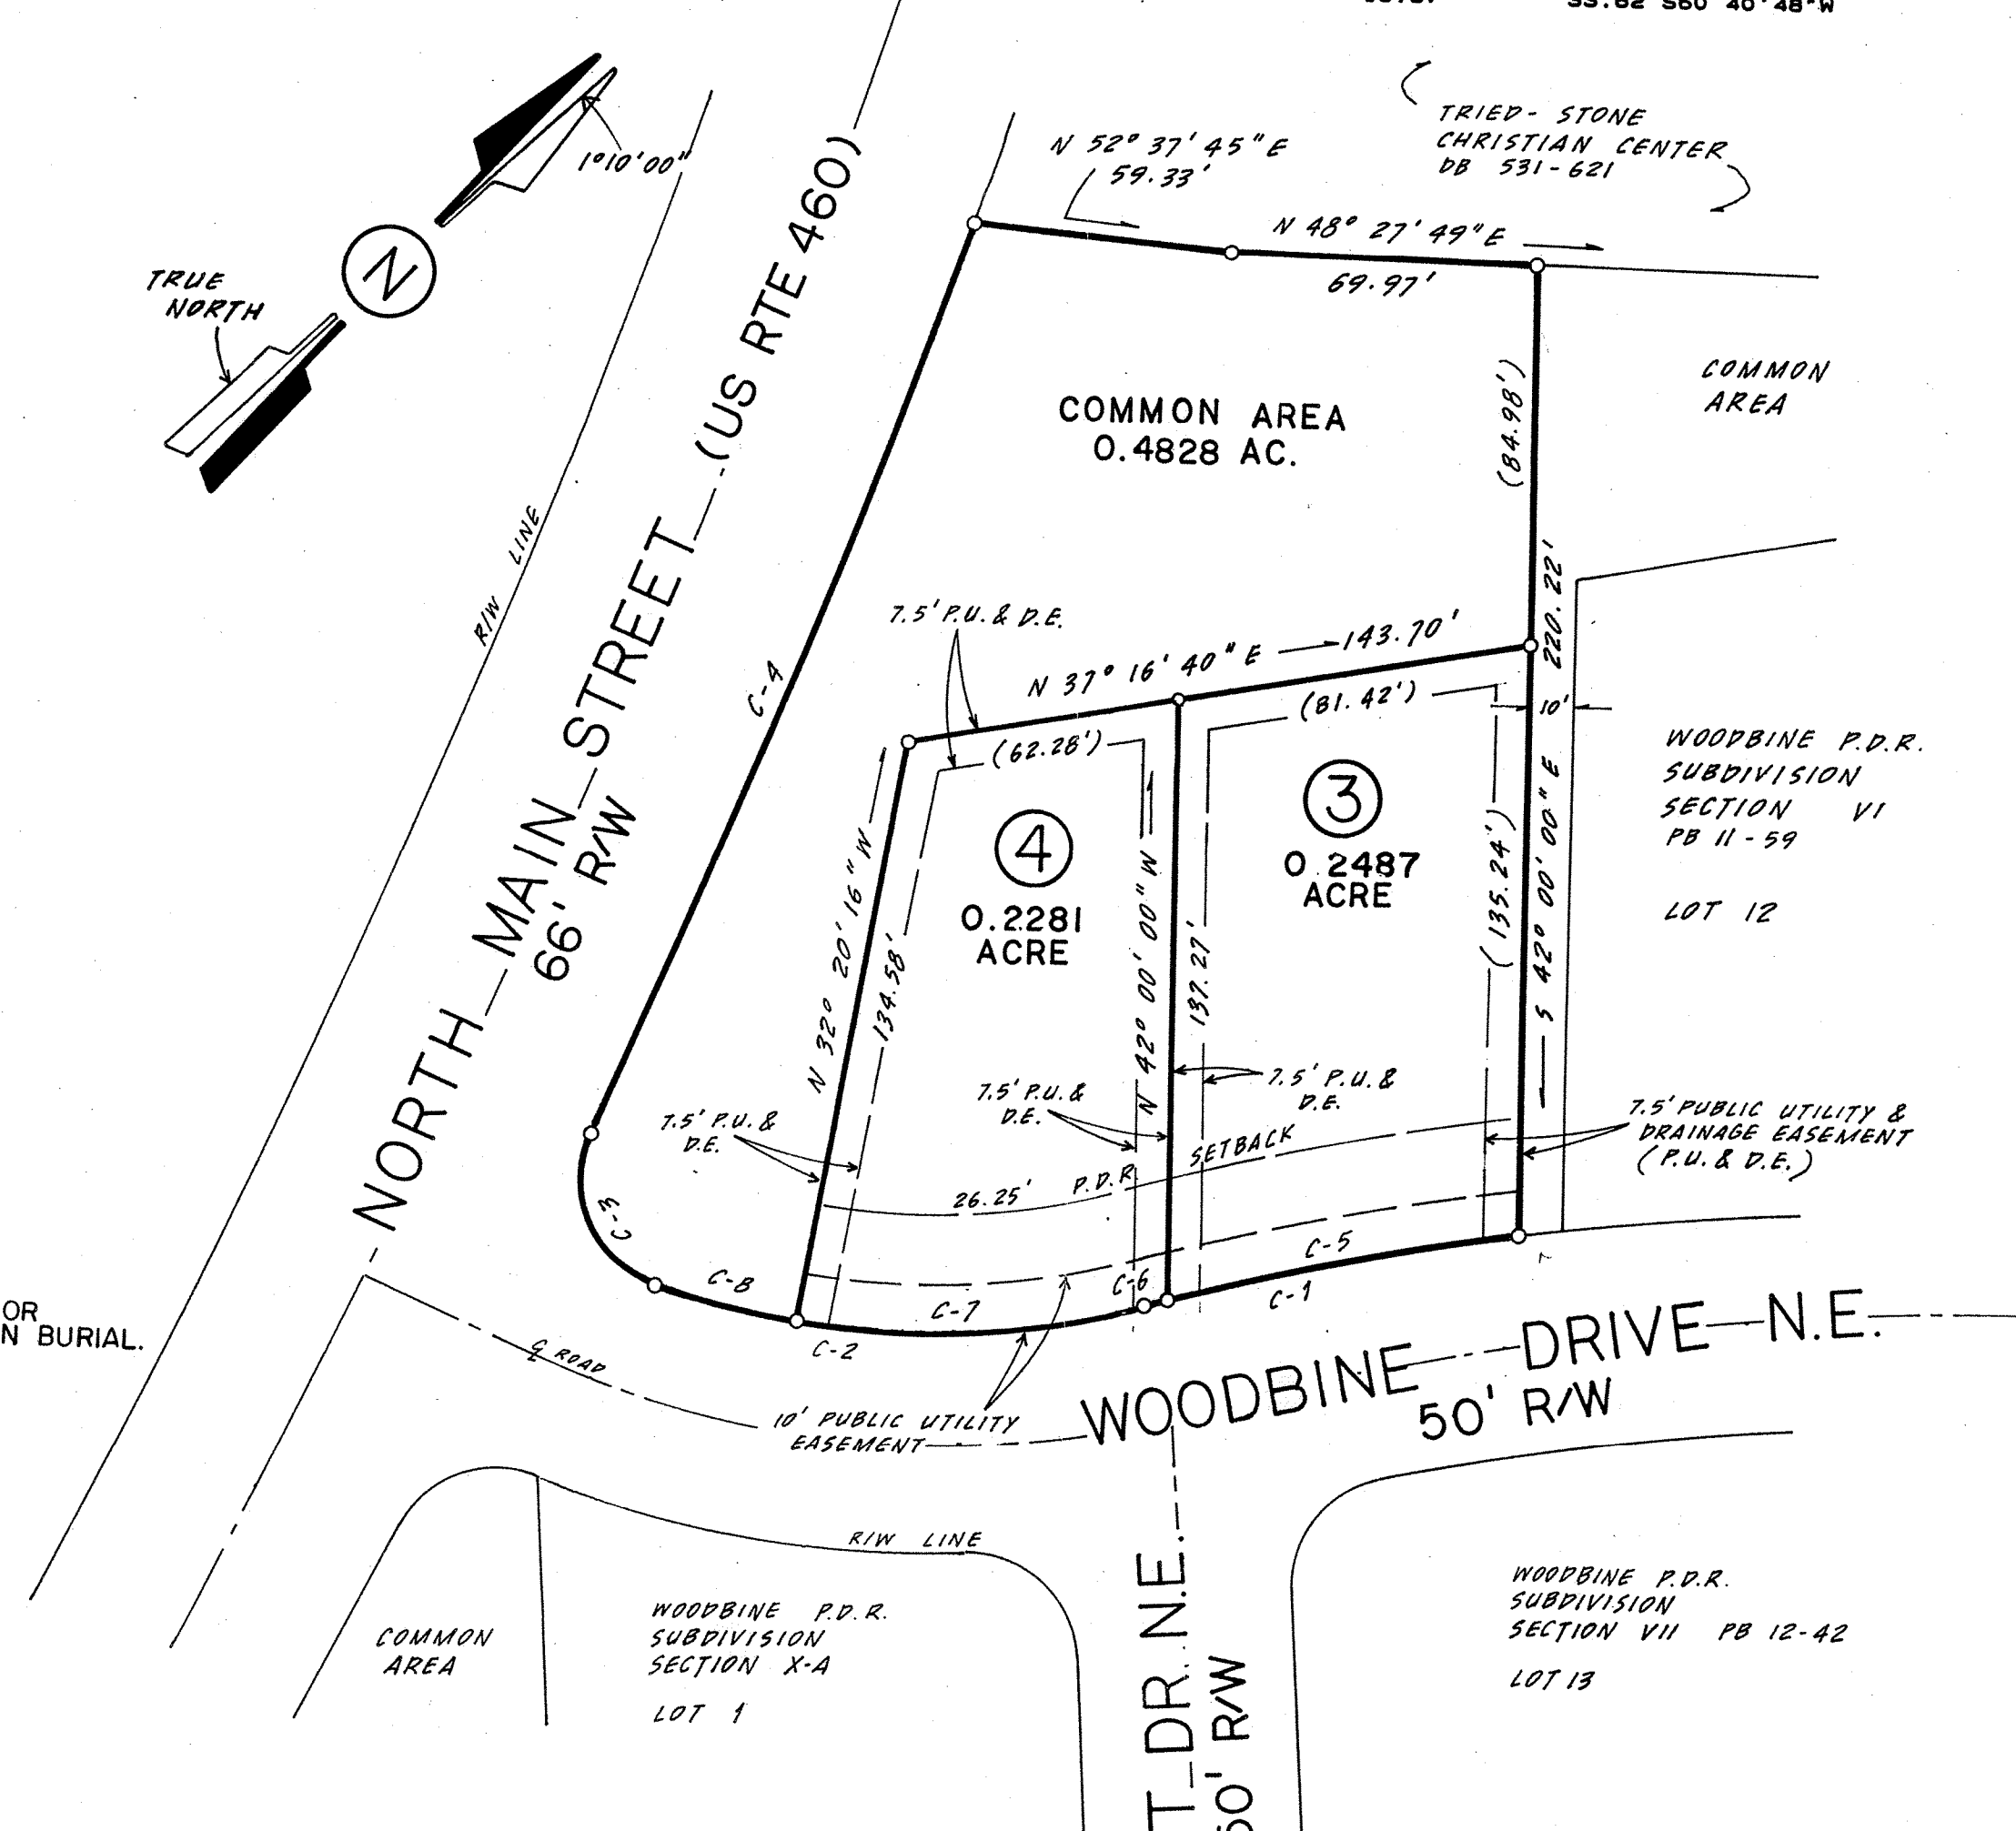 33.62 S60 40'48"W
TRIED - STONE
CHRISTIAN CENTER
DB 531-621
N 52° 37' 45" E
59.33'
N 48° 27' 49" E
69.97'
1°10'00"
N
TRUE
NORTH
NORTH MAIN STREET (US RTE 460)
66' R/W
R/W LINE
COMMON AREA
0.4828 AC.
(84.98')
COMMON
AREA
220.22'
S 42° 00' 00" E
10'
7.5' P.U. & D.E.
N 37° 16' 40" E
143.70'
(62.28')
(81.42')
C-4
4
0.2281
ACRE
3
0.2487
ACRE
N 32° 20' 16" W
134.58'
N 42° 00' 00" W
137.27'
(135.24')
WOODBINE P.D.R.
SUBDIVISION
SECTION VI
PB 11-59
LOT 12
7.5' P.U. &
D.E.
7.5' P.U. &
D.E.
7.5' P.U. &
D.E.
7.5' PUBLIC UTILITY &
DRAINAGE EASEMENT
(P.U. & D.E.)
26.25' P.D.R. SETBACK
C-3
C-8
C-7
C-6
C-5
C-2
C-1
OR
N BURIAL.
℄ ROAD
10' PUBLIC UTILITY
EASEMENT
WOODBINE DRIVE N.E.
50' R/W
R/W LINE
COMMON
AREA
WOODBINE P.D.R.
SUBDIVISION
SECTION X-A
LOT 1
T DR. N.E.
50' R/W
WOODBINE P.D.R.
SUBDIVISION
SECTION VII PB 12-42
LOT 13